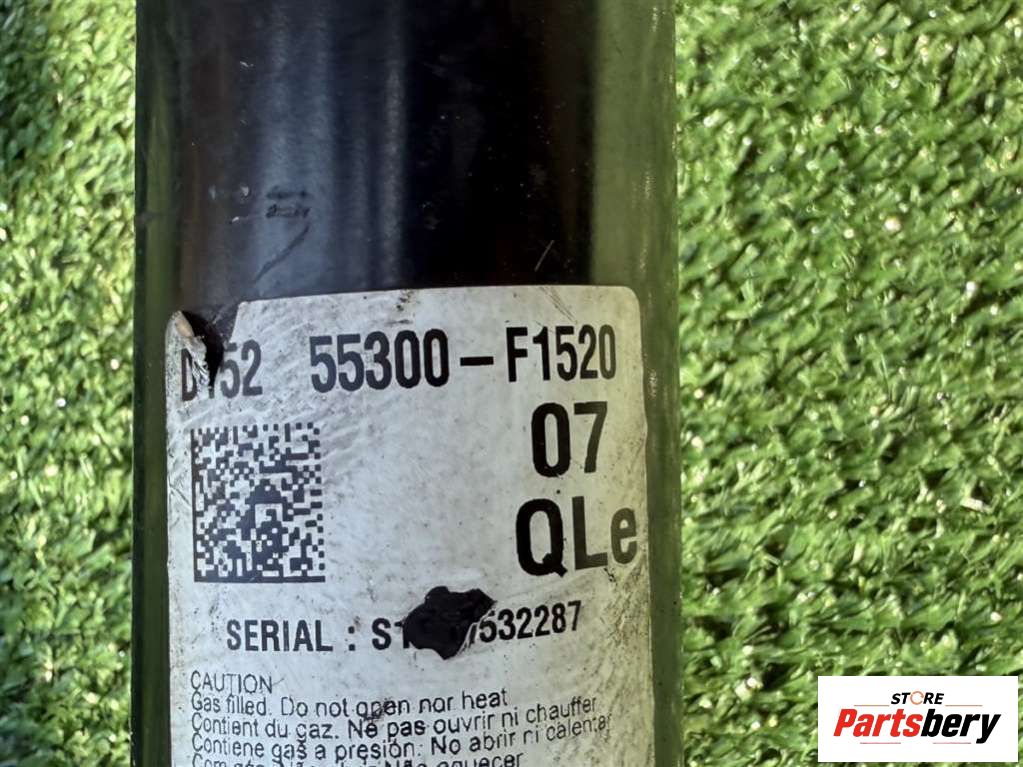 55300-F1520
07
QLe
SERIAL :
CAUTION
Gas filled. Do not open nor heat
Contient du gaz. Ne pas ouvrir ni chauffer
Contiene gas a presión. No abrir ni calentar
STORE
Partsbery